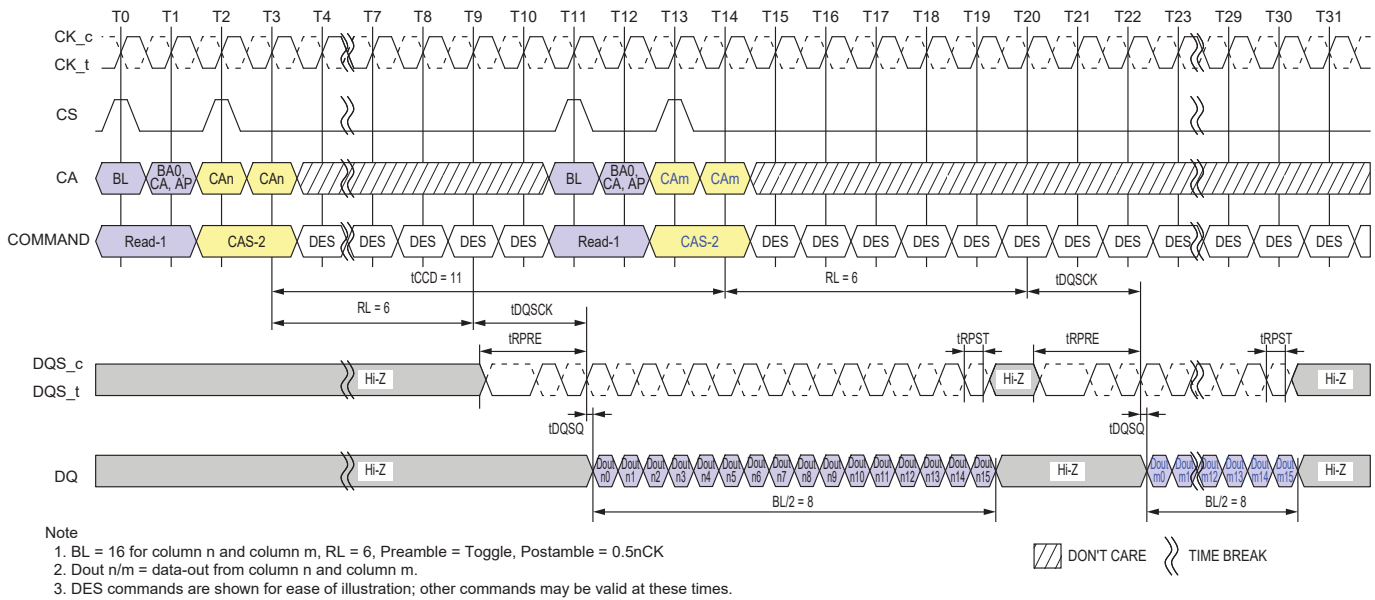 T0 T1 T2 T3 T4 T7 T8 T9 T10 T11 T12 T13 T14 T15 T16 T17 T18 T19 T20 T21 T22 T23 T29 T30 T31
CK_c
CK_t
CS
CA BL BA0, CA, AP CAn CAn BL BA0, CA, AP CAm CAm
COMMAND Read-1 CAS-2 DES DES DES DES DES Read-1 CAS-2 DES DES DES DES DES DES DES DES DES DES DES DES
tCCD = 11 RL = 6 tDQSCK
RL = 6 tDQSCK
tRPRE tRPST tRPRE tRPST
DQS_c
DQS_t
Hi-Z Hi-Z Hi-Z
tDQSQ tDQSQ
DQ Hi-Z Dout n0 Dout n1 Dout n2 Dout n3 Dout n4 Dout n5 Dout n6 Dout n7 Dout n8 Dout n9 Dout n10 Dout n11 Dout n12 Dout n13 Dout n14 Dout n15 Hi-Z Dout m0 Dout m1 Dout m12 Dout m13 Dout m14 Dout m15 Hi-Z
BL/2 = 8 BL/2 = 8
Note
1. BL = 16 for column n and column m, RL = 6, Preamble = Toggle, Postamble = 0.5nCK
2. Dout n/m = data-out from column n and column m.
3. DES commands are shown for ease of illustration; other commands may be valid at these times.
DON'T CARE TIME BREAK